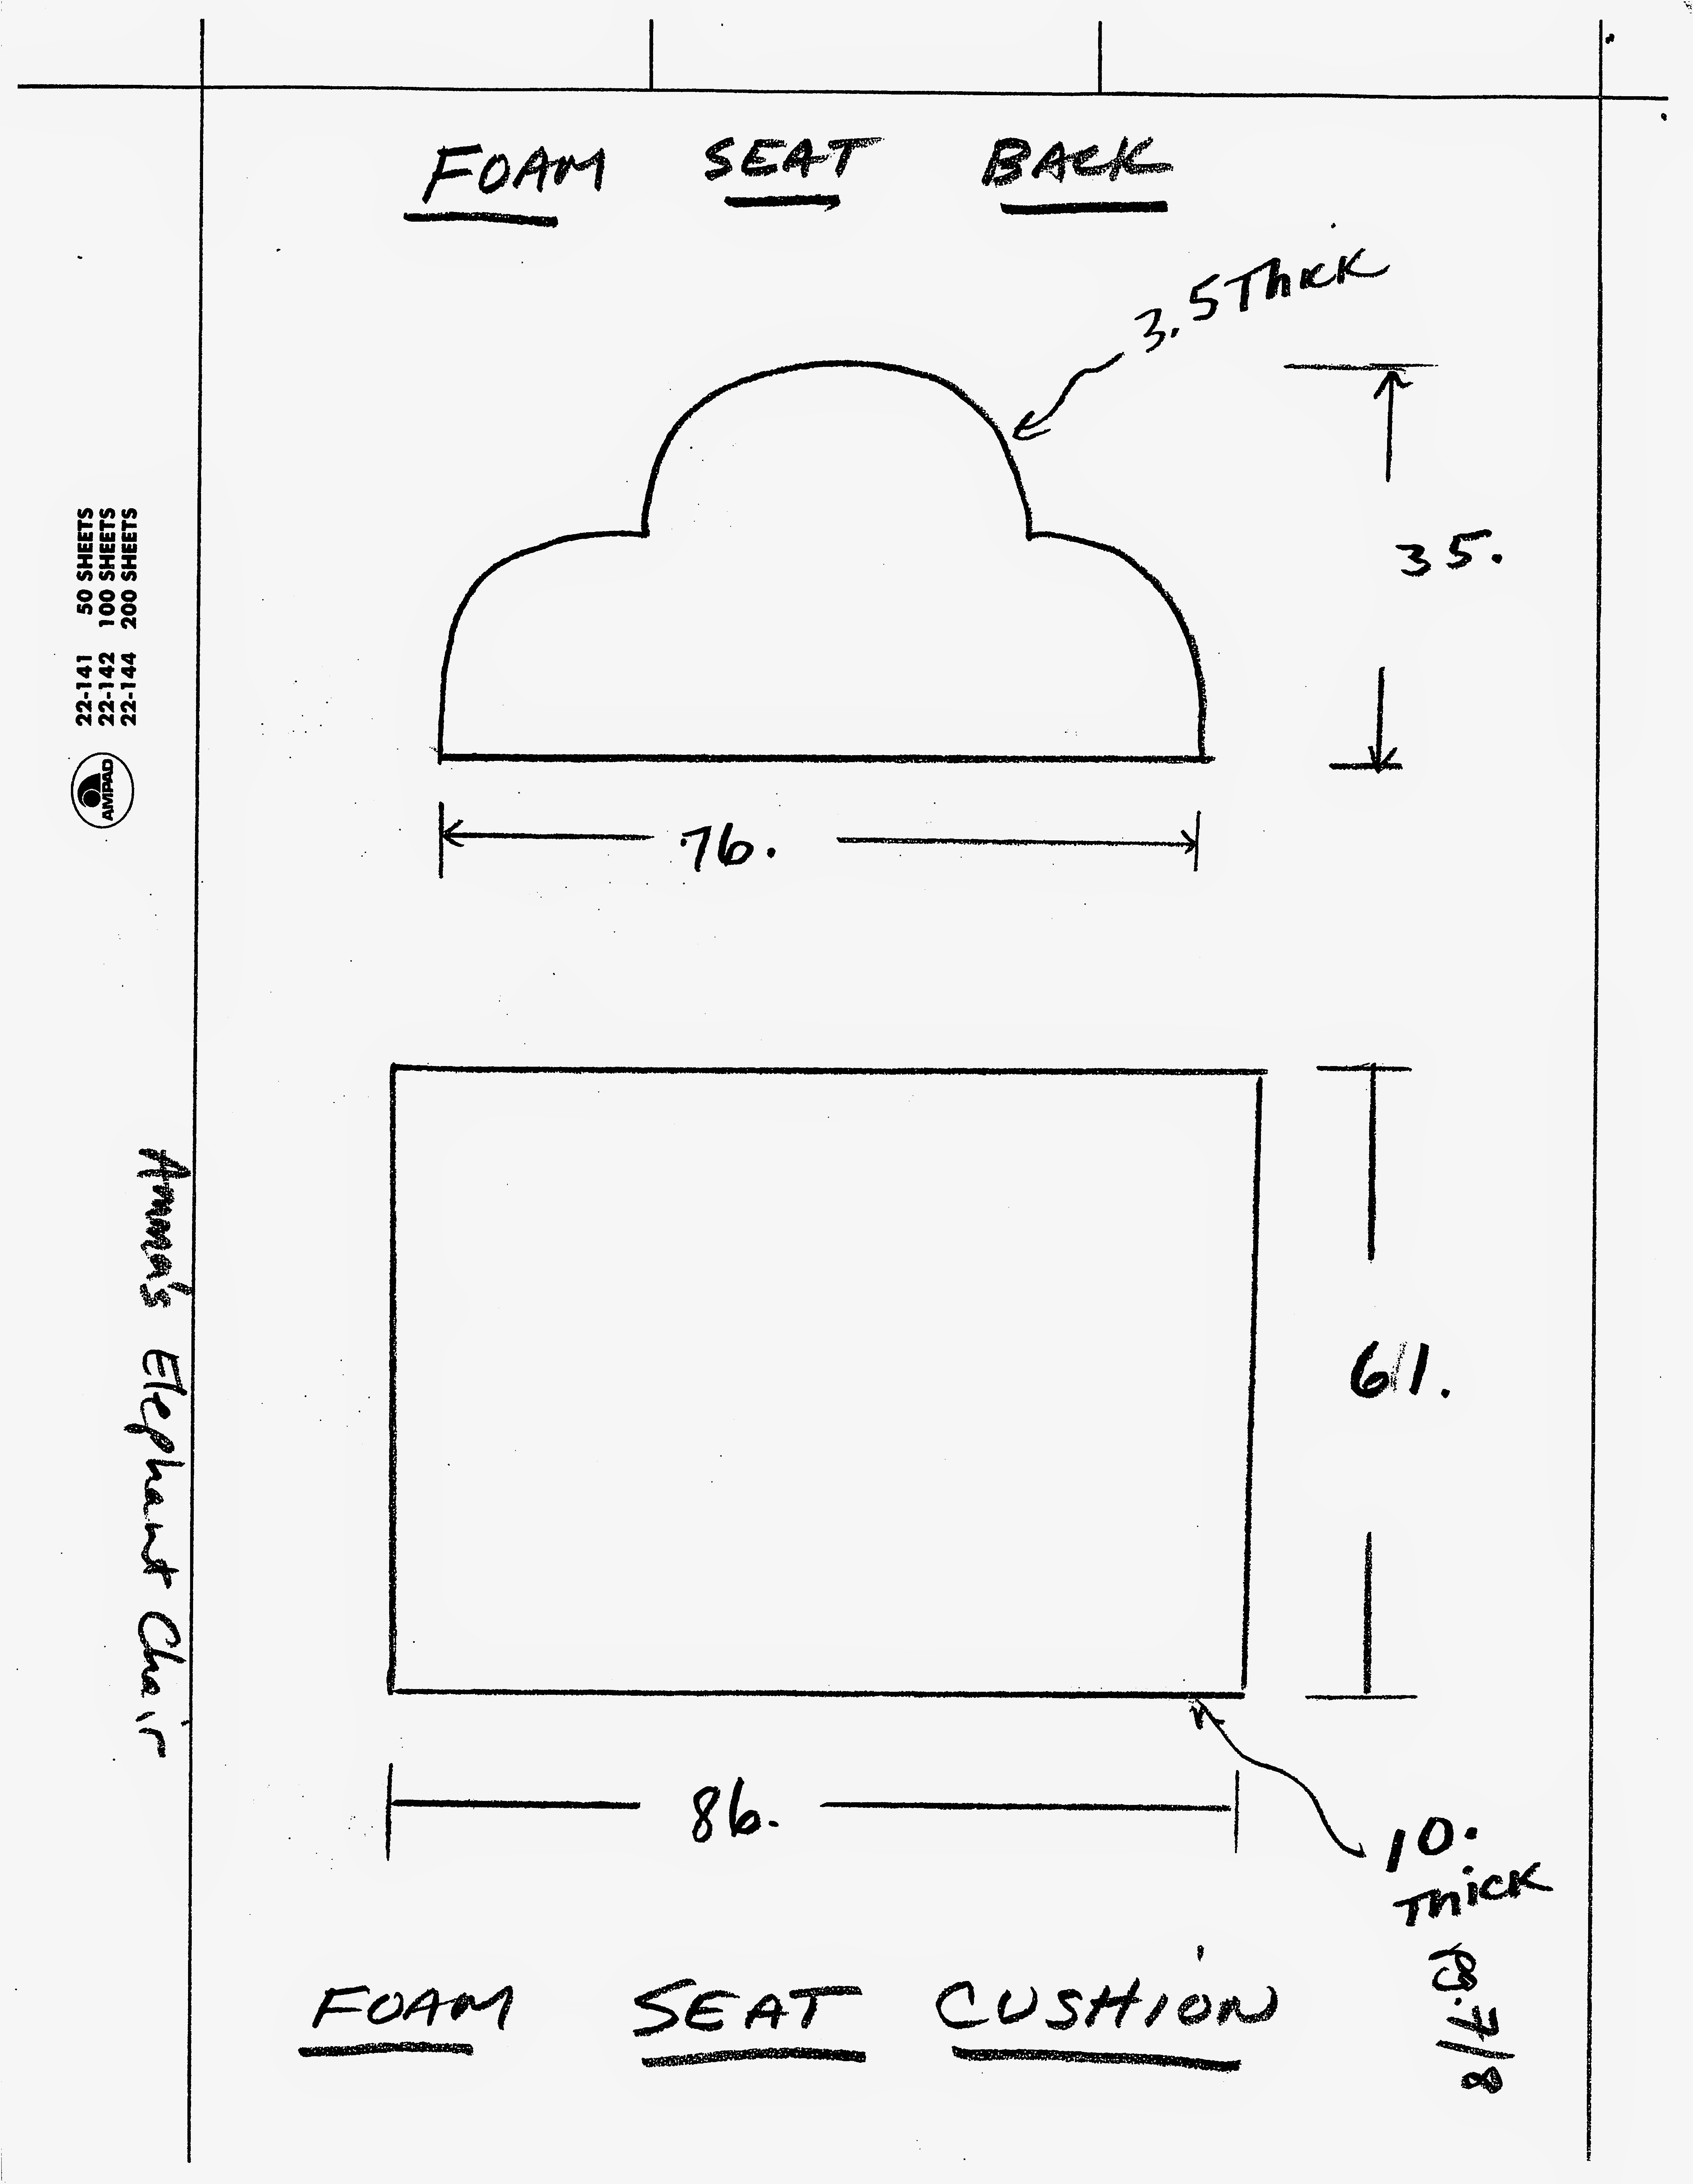 FOAM SEAT BACK
3.5 Thick
35.
76.
22-141 50 SHEETS
22-142 100 SHEETS
22-144 200 SHEETS
AMPAD
Amma's Elephant Chair
61.
86.
10.
Thick
FOAM SEAT CUSHION
P.7/8